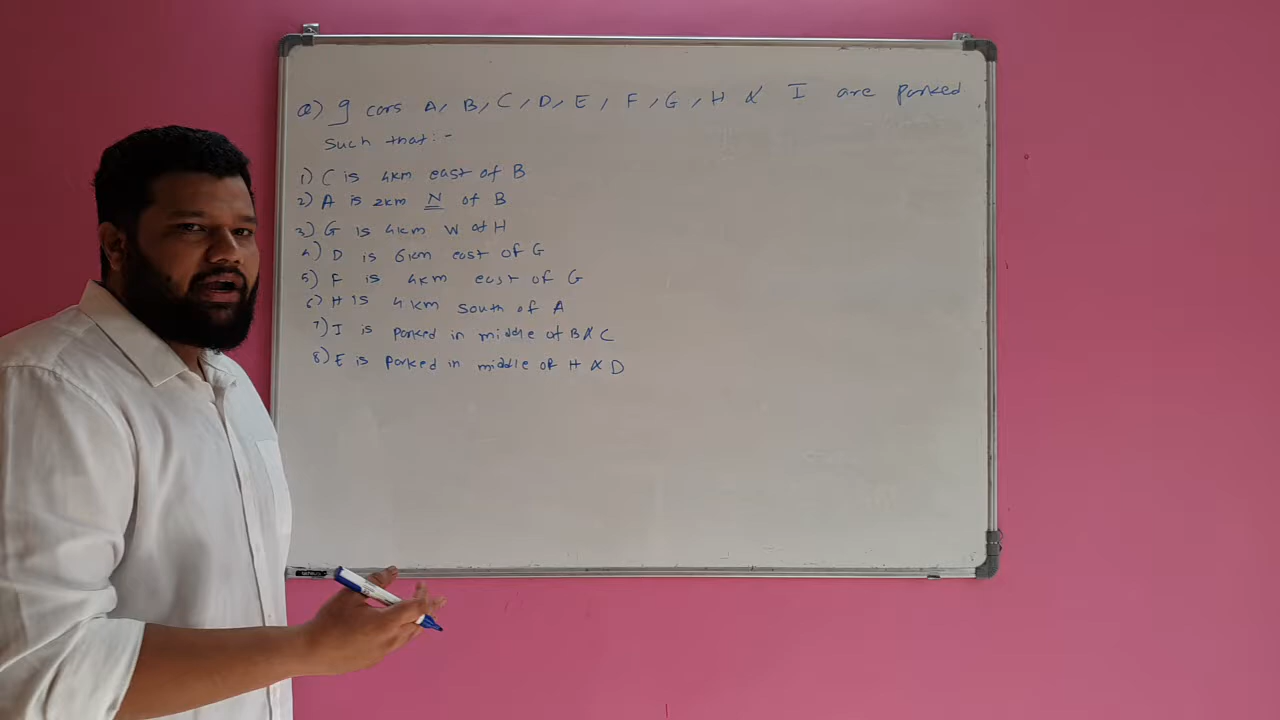 Q) 9 cars A, B, C, D, E, F, G, H & I are parked
such that:-
1) C is 4km east of B
2) A is 2km N of B
3) G is 4km W of H
4) D is 6km east of G
5) F is 4km east of G
6) H is 4km south of A
7) I is parked in middle of B & C
8) E is parked in middle of H & D